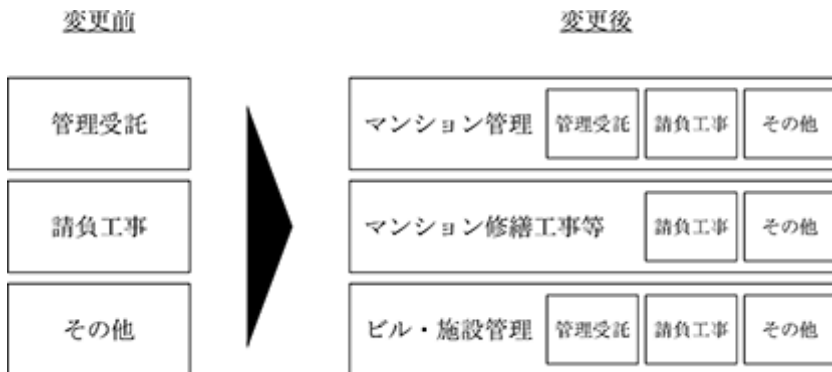 変更前
変更後
管理受託
マンション管理 管理受託 請負工事 その他
請負工事
マンション修繕工事等 請負工事 その他
その他
ビル・施設管理 管理受託 請負工事 その他